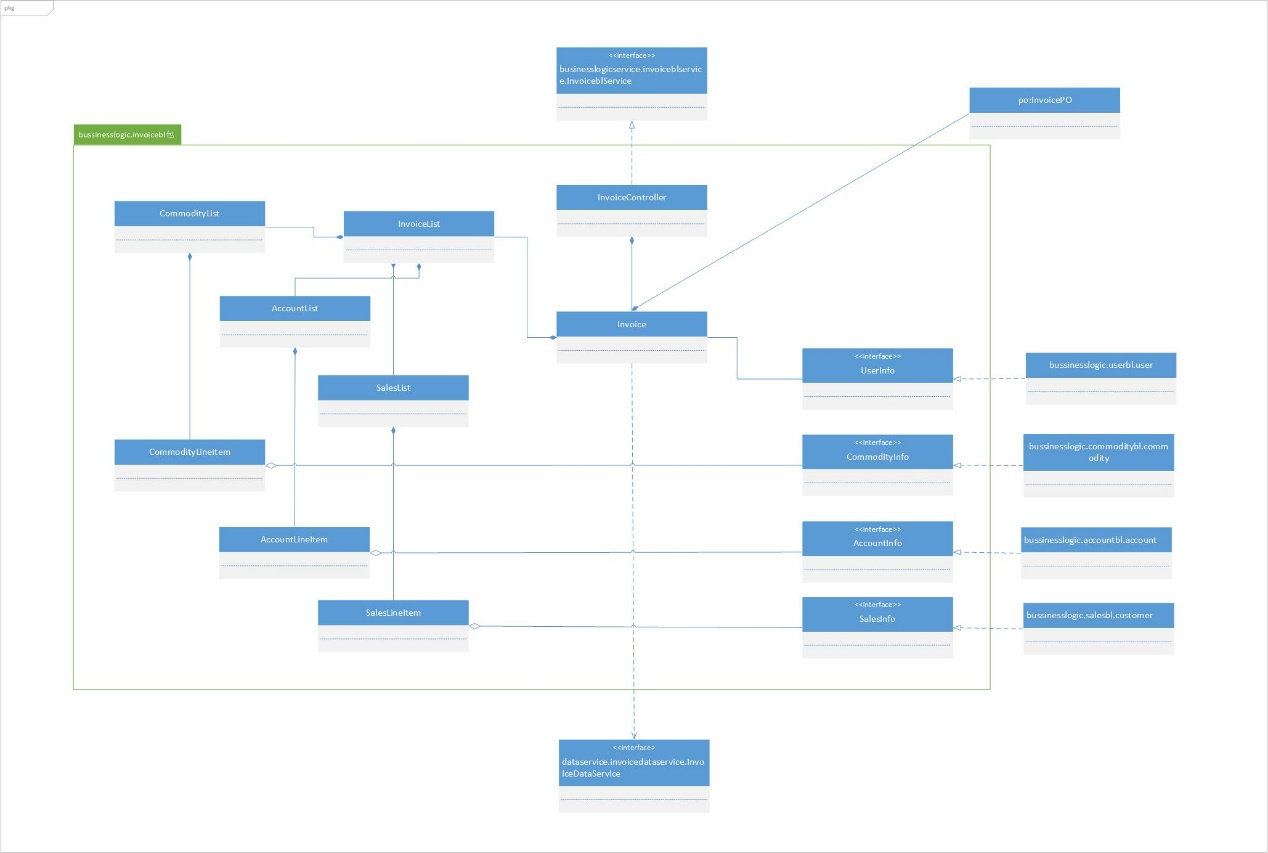 pkg
<<interface>>
businesslogicservice.invoiceblservic
e.InvoiceblService
po:InvoicePO
bussinesslogic.invoicebl包
InvoiceController
CommodityList
InvoiceList
AccountList
Invoice
SalesList
<<interface>>
UserInfo
bussinesslogic.userbl.user
CommodityLineItem
<<interface>>
CommodityInfo
bussinesslogic.commoditybl.comm
odity
AccountLineItem
<<interface>>
AccountInfo
bussinesslogic.accountbl.account
SalesLineItem
<<interface>>
SalesInfo
bussinesslogic.salesbl.customer
<<interface>
dataservice.invoicedataservice.Invo
iceDataService